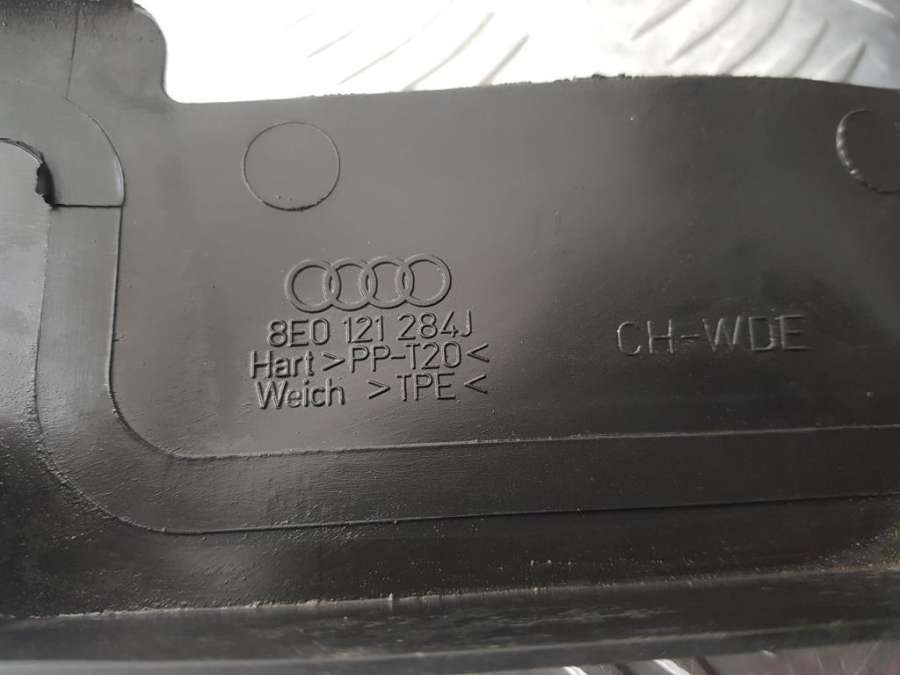 8E0 121 284J
Hart >PP-T20<
Weich >TPE<
CH-WDE